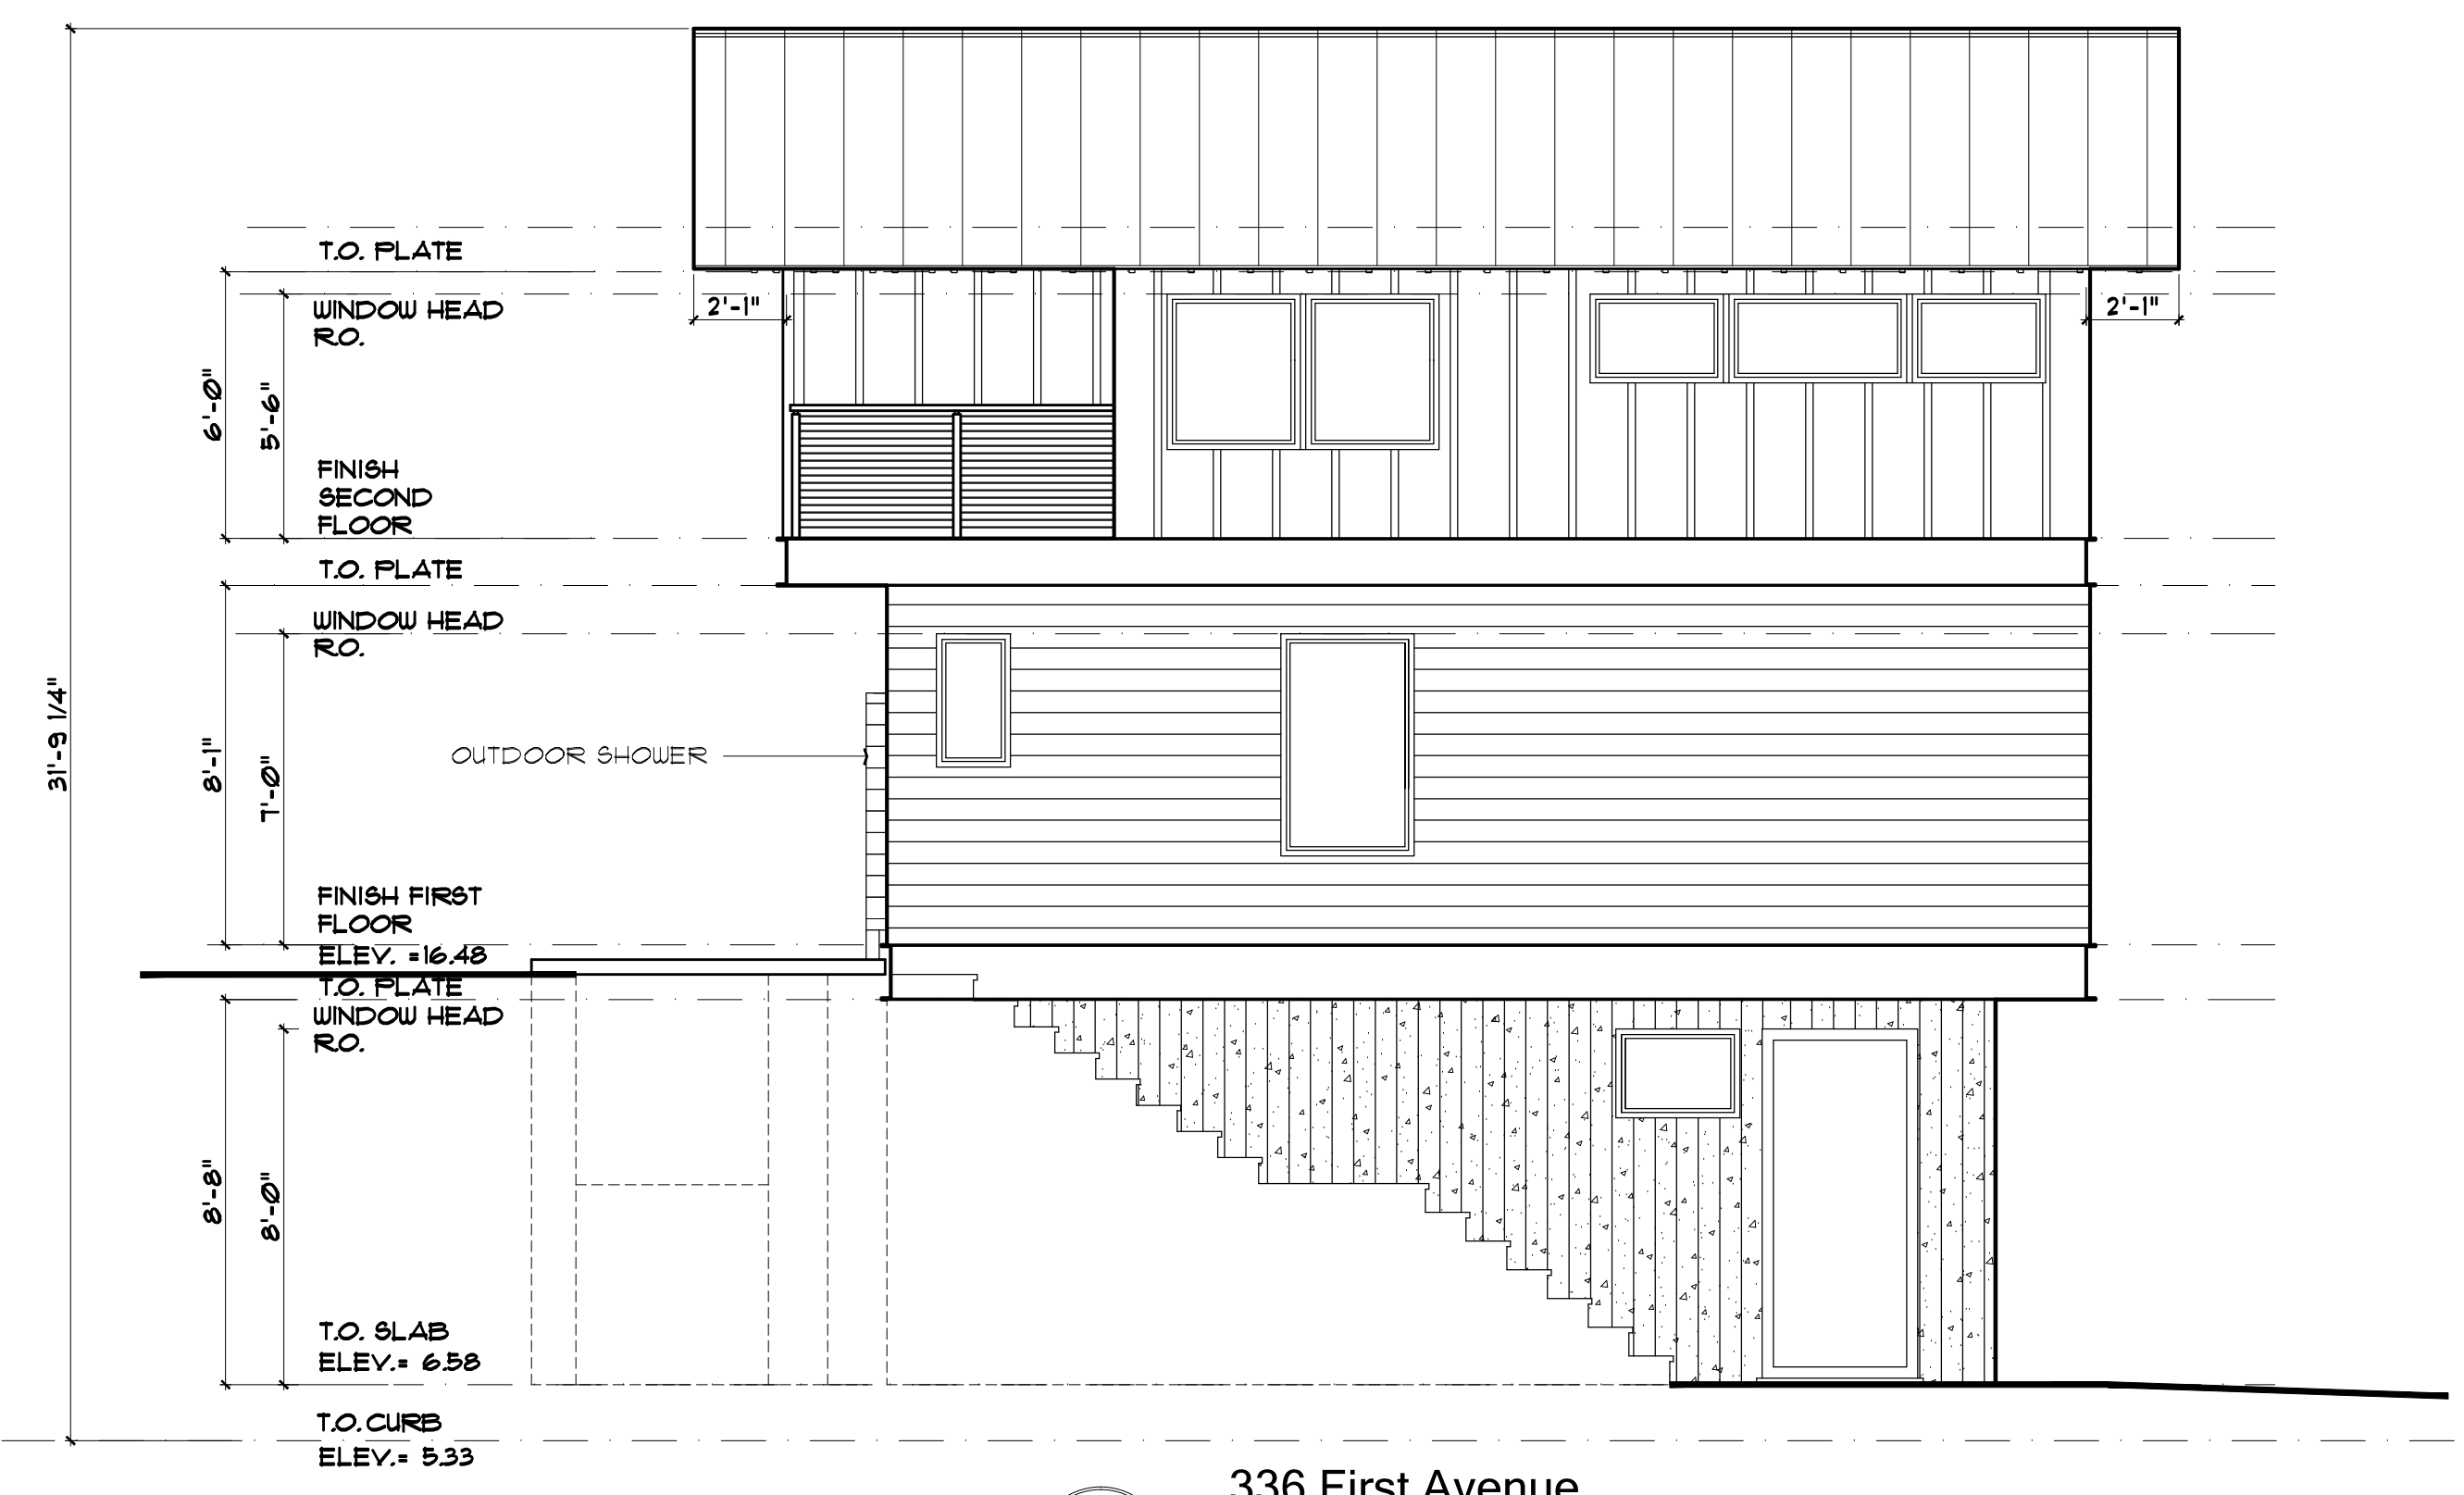 T.O. PLATE
WINDOW HEAD
R.O.
2'-1"
2'-1"
6'-0"
5'-6"
FINISH
SECOND
FLOOR
T.O. PLATE
WINDOW HEAD
R.O.
31'-9 1/4"
8'-1"
7'-0"
OUTDOOR SHOWER
FINISH FIRST
FLOOR
ELEV. =16.48
T.O. PLATE
WINDOW HEAD
R.O.
8'-8"
8'-0"
T.O. SLAB
ELEV.= 6.58
T.O. CURB
ELEV.= 5.33
336 First Avenue